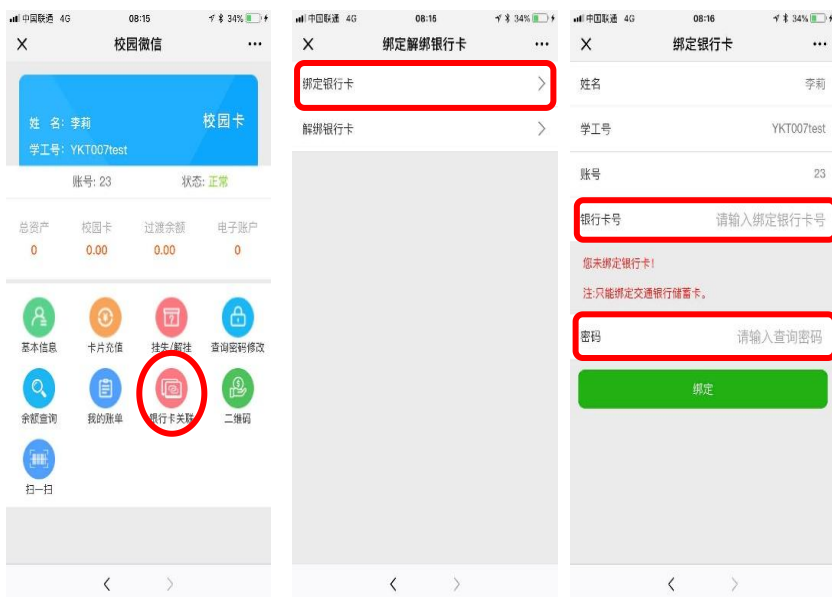 中国联通 4G 08:15 34%
校园微信
校园卡
姓 名: 李莉
学工号: YKT007test
账号: 23 状态: 正常
总资产 校园卡 过渡余额 电子账户
0 0.00 0.00 0
基本信息 卡片充值 挂失/解挂 查询密码修改
余额查询 我的账单 银行卡关联 二维码
扫一扫
中国联通 4G 08:16 34%
绑定解绑银行卡
绑定银行卡
解绑银行卡
中国联通 4G 08:16 34%
绑定银行卡
姓名 李莉
学工号 YKT007test
账号 23
银行卡号 请输入绑定银行卡号
您未绑定银行卡!
注:只能绑定交通银行储蓄卡。
密码 请输入查询密码
绑定